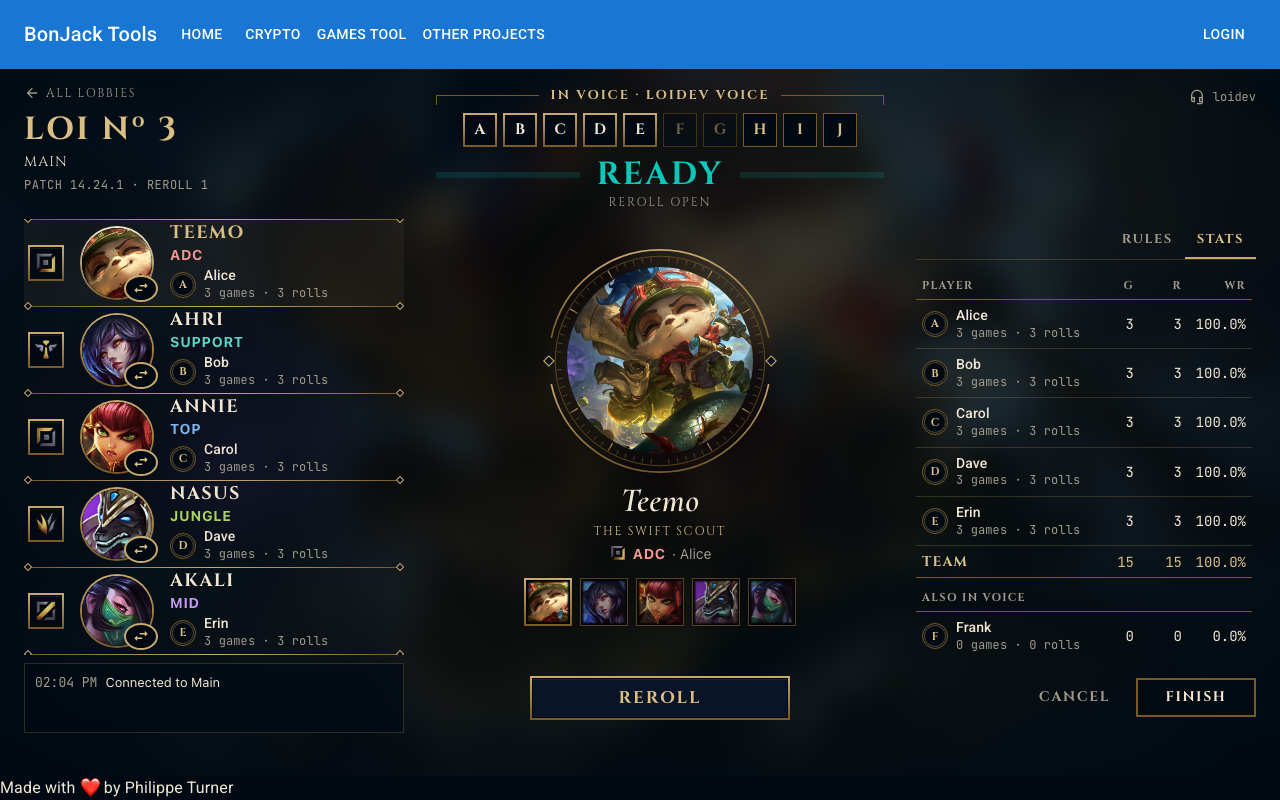 BonJack Tools HOME CRYPTO GAMES TOOL OTHER PROJECTS LOGIN
← ALL LOBBIES
LOI Nº 3
MAIN
PATCH 14.24.1 · REROLL 1
IN VOICE · LOIDEV VOICE
A B C D E F G H I J
READY
REROLL OPEN
loidev
TEEMO
ADC
A Alice
3 games · 3 rolls
AHRI
SUPPORT
B Bob
3 games · 3 rolls
ANNIE
TOP
C Carol
3 games · 3 rolls
NASUS
JUNGLE
D Dave
3 games · 3 rolls
AKALI
MID
E Erin
3 games · 3 rolls
02:04 PM Connected to Main
Teemo
THE SWIFT SCOUT
ADC · Alice
REROLL
RULES STATS
PLAYER G R WR
A Alice 3 3 100.0%
3 games · 3 rolls
B Bob 3 3 100.0%
3 games · 3 rolls
C Carol 3 3 100.0%
3 games · 3 rolls
D Dave 3 3 100.0%
3 games · 3 rolls
E Erin 3 3 100.0%
3 games · 3 rolls
TEAM 15 15 100.0%
ALSO IN VOICE
F Frank 0 0 0.0%
0 games · 0 rolls
CANCEL FINISH
Made with ❤️ by Philippe Turner